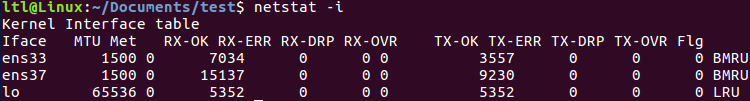 ltl@Linux:~/Documents/test$ netstat -i
Kernel Interface table
Iface   MTU Met   RX-OK RX-ERR RX-DRP RX-OVR    TX-OK TX-ERR TX-DRP TX-OVR Flg
ens33      1500 0      7034      0      0 0          3557      0      0      0 BMRU
ens37      1500 0     15137      0      0 0          9230      0      0      0 BMRU
lo        65536 0      5352      0      0 0          5352      0      0      0 LRU